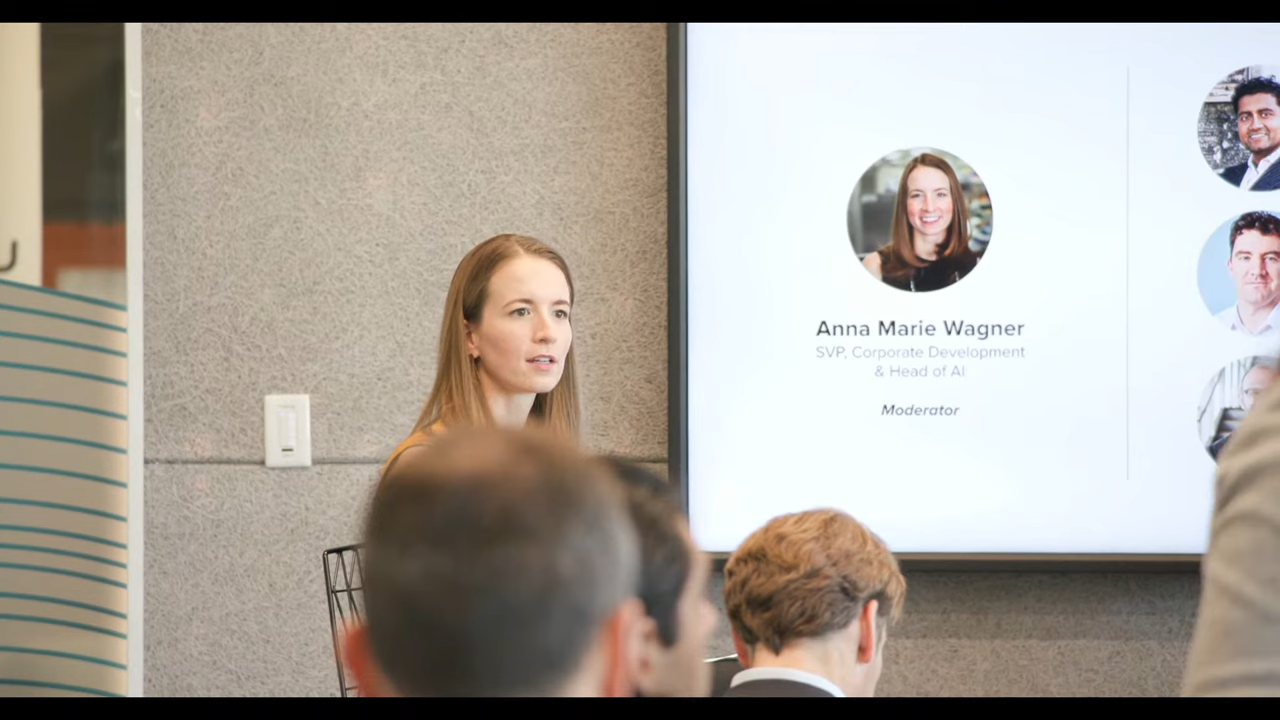 Anna Marie Wagner
SVP, Corporate Development
& Head of AI
Moderator